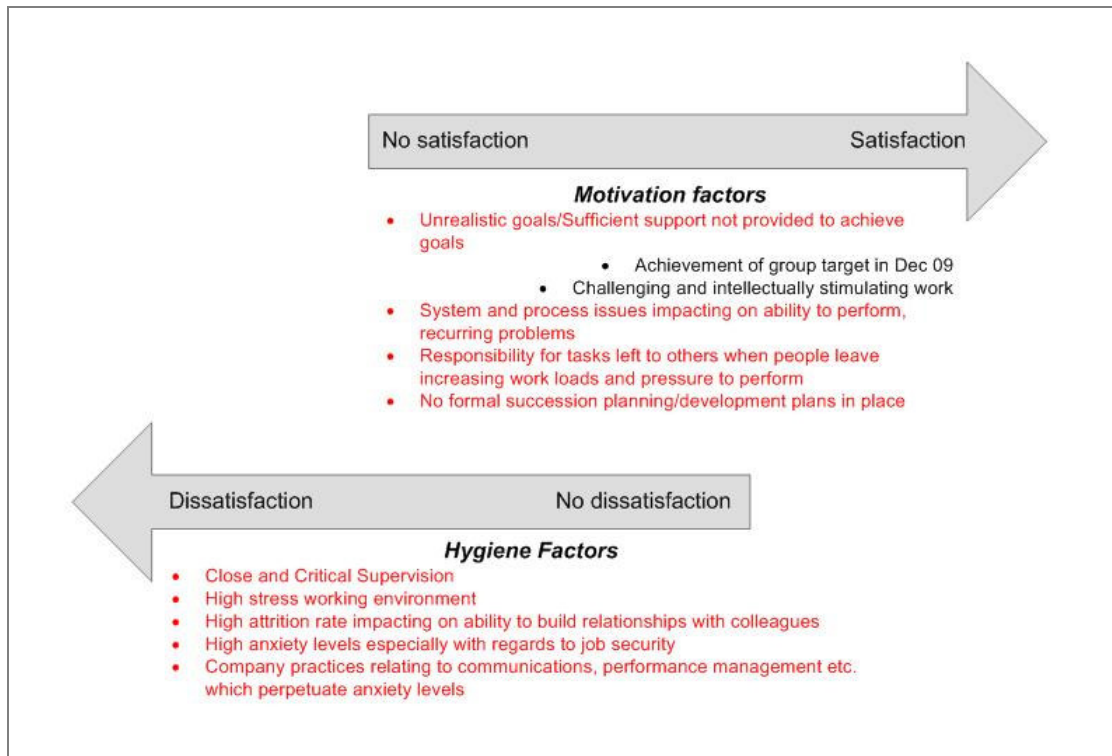 No satisfaction Satisfaction
Motivation factors
• Unrealistic goals/Sufficient support not provided to achieve
goals
• Achievement of group target in Dec 09
• Challenging and intellectually stimulating work
• System and process issues impacting on ability to perform,
recurring problems
• Responsibility for tasks left to others when people leave
increasing work loads and pressure to perform
• No formal succession planning/development plans in place
Dissatisfaction No dissatisfaction
Hygiene Factors
• Close and Critical Supervision
• High stress working environment
• High attrition rate impacting on ability to build relationships with colleagues
• High anxiety levels especially with regards to job security
• Company practices relating to communications, performance management etc.
which perpetuate anxiety levels